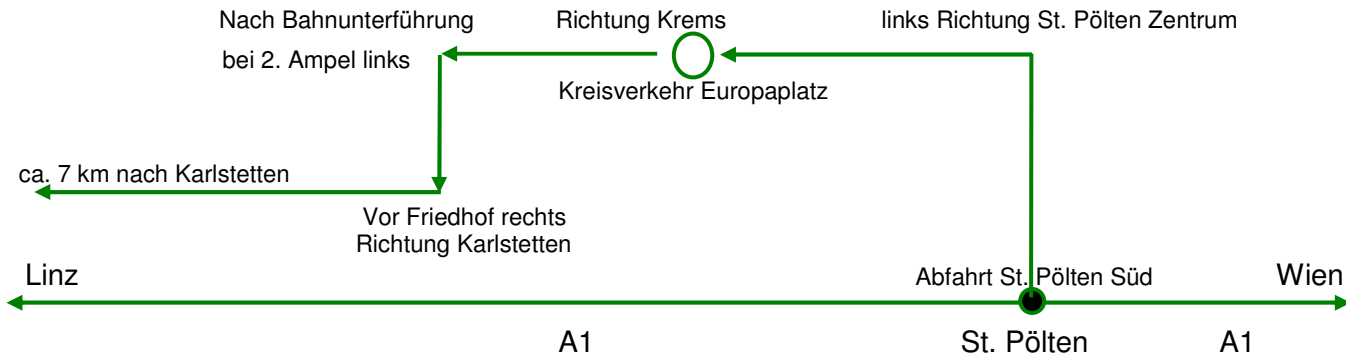 Nach Bahnunterführung
bei 2. Ampel links
Richtung Krems
Kreisverkehr Europaplatz
links Richtung St. Pölten Zentrum
ca. 7 km nach Karlstetten
Vor Friedhof rechts
Richtung Karlstetten
Linz
Abfahrt St. Pölten Süd
Wien
A1
St. Pölten
A1